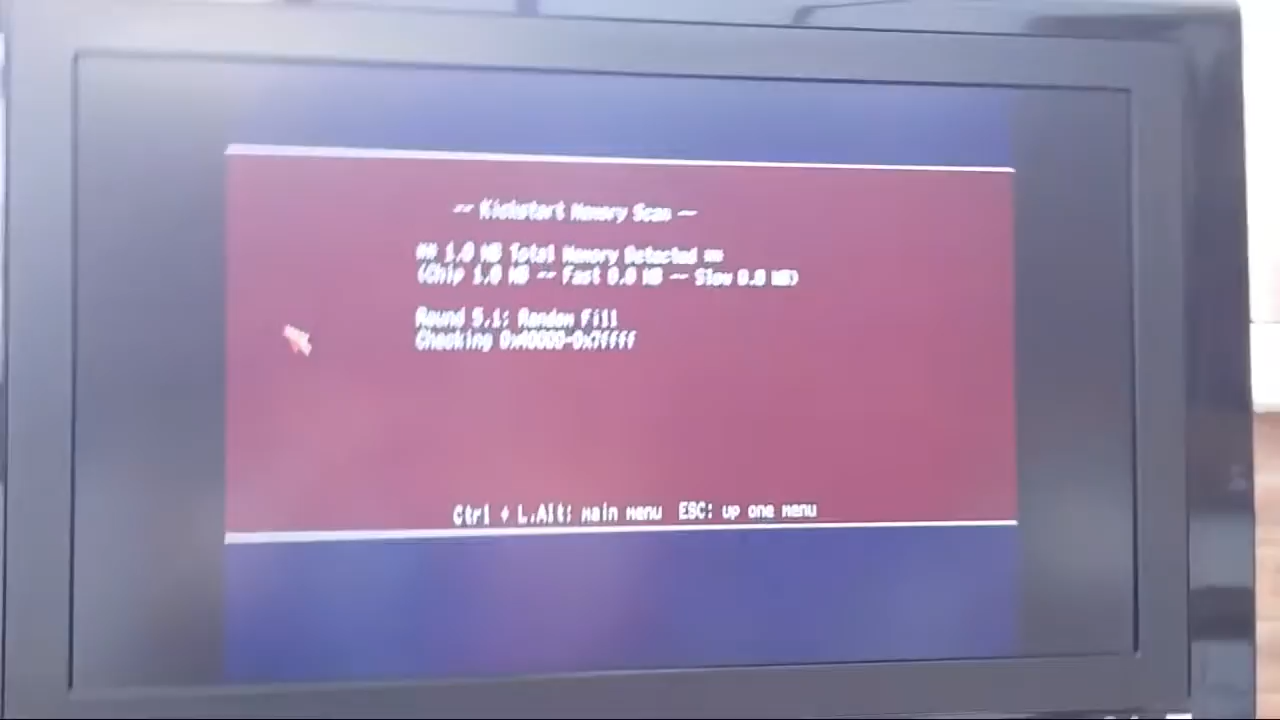 -- Kickstart Memory Scan --
** 1.0 MB Total Memory Detected **
(Chip 1.0 MB -- Fast 0.0 MB -- Slow 0.0 MB)
Round 5.1: Random Fill
Checking 0x40000-0x7ffff
Ctrl + L.Alt: main menu ESC: up one menu